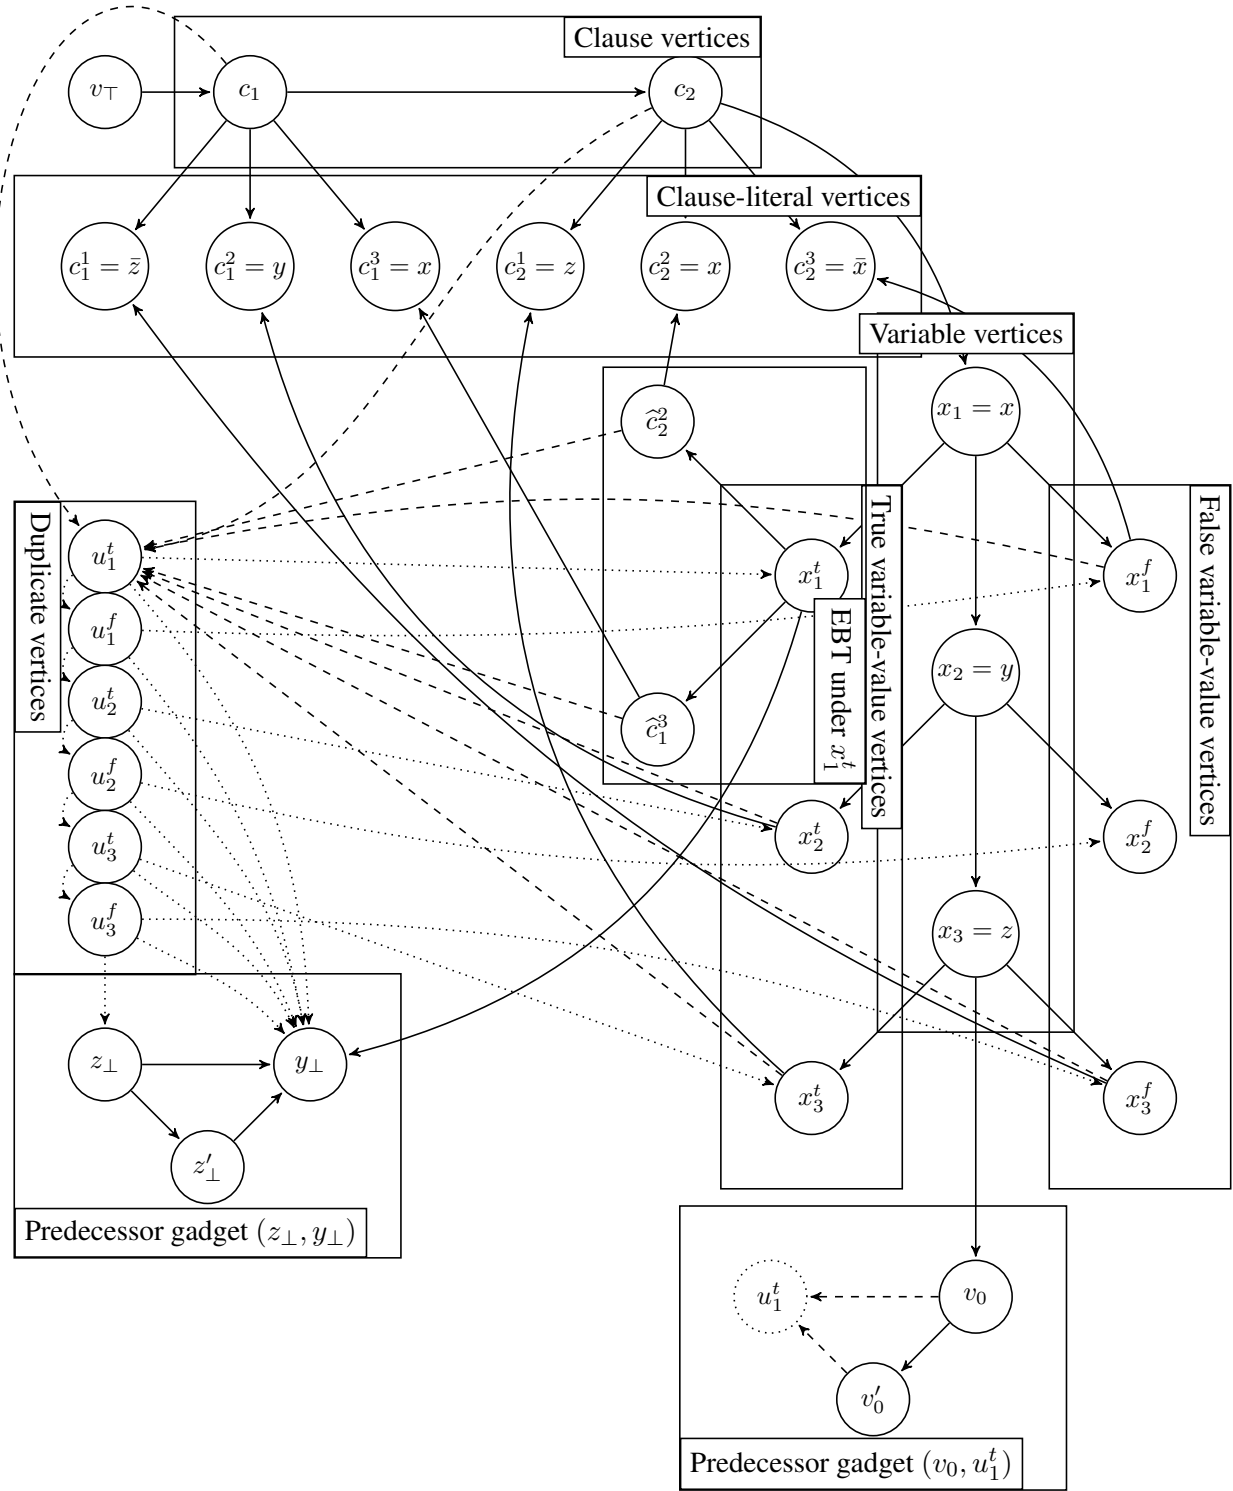 Clause vertices
v⊤
c₁
c₂
Clause-literal vertices
c₁¹ = z̄
c₁² = y
c₁³ = x
c₂¹ = z
c₂² = x
c₂³ = x̄
Variable vertices
x₁ = x
ĉ₂²
Duplicate vertices
True variable-value vertices
False variable-value vertices
u₁ᵗ
x₁ᵗ
x₁ᶠ
EBT under x₁ᵗ
u₁ᶠ
x₂ = y
u₂ᵗ
ĉ₁³
u₂ᶠ
x₂ᵗ
x₂ᶠ
u₃ᵗ
u₃ᶠ
x₃ = z
z⊥
y⊥
x₃ᵗ
x₃ᶠ
z′⊥
Predecessor gadget (z⊥, y⊥)
u₁ᵗ
v₀
v′₀
Predecessor gadget (v₀, u₁ᵗ)